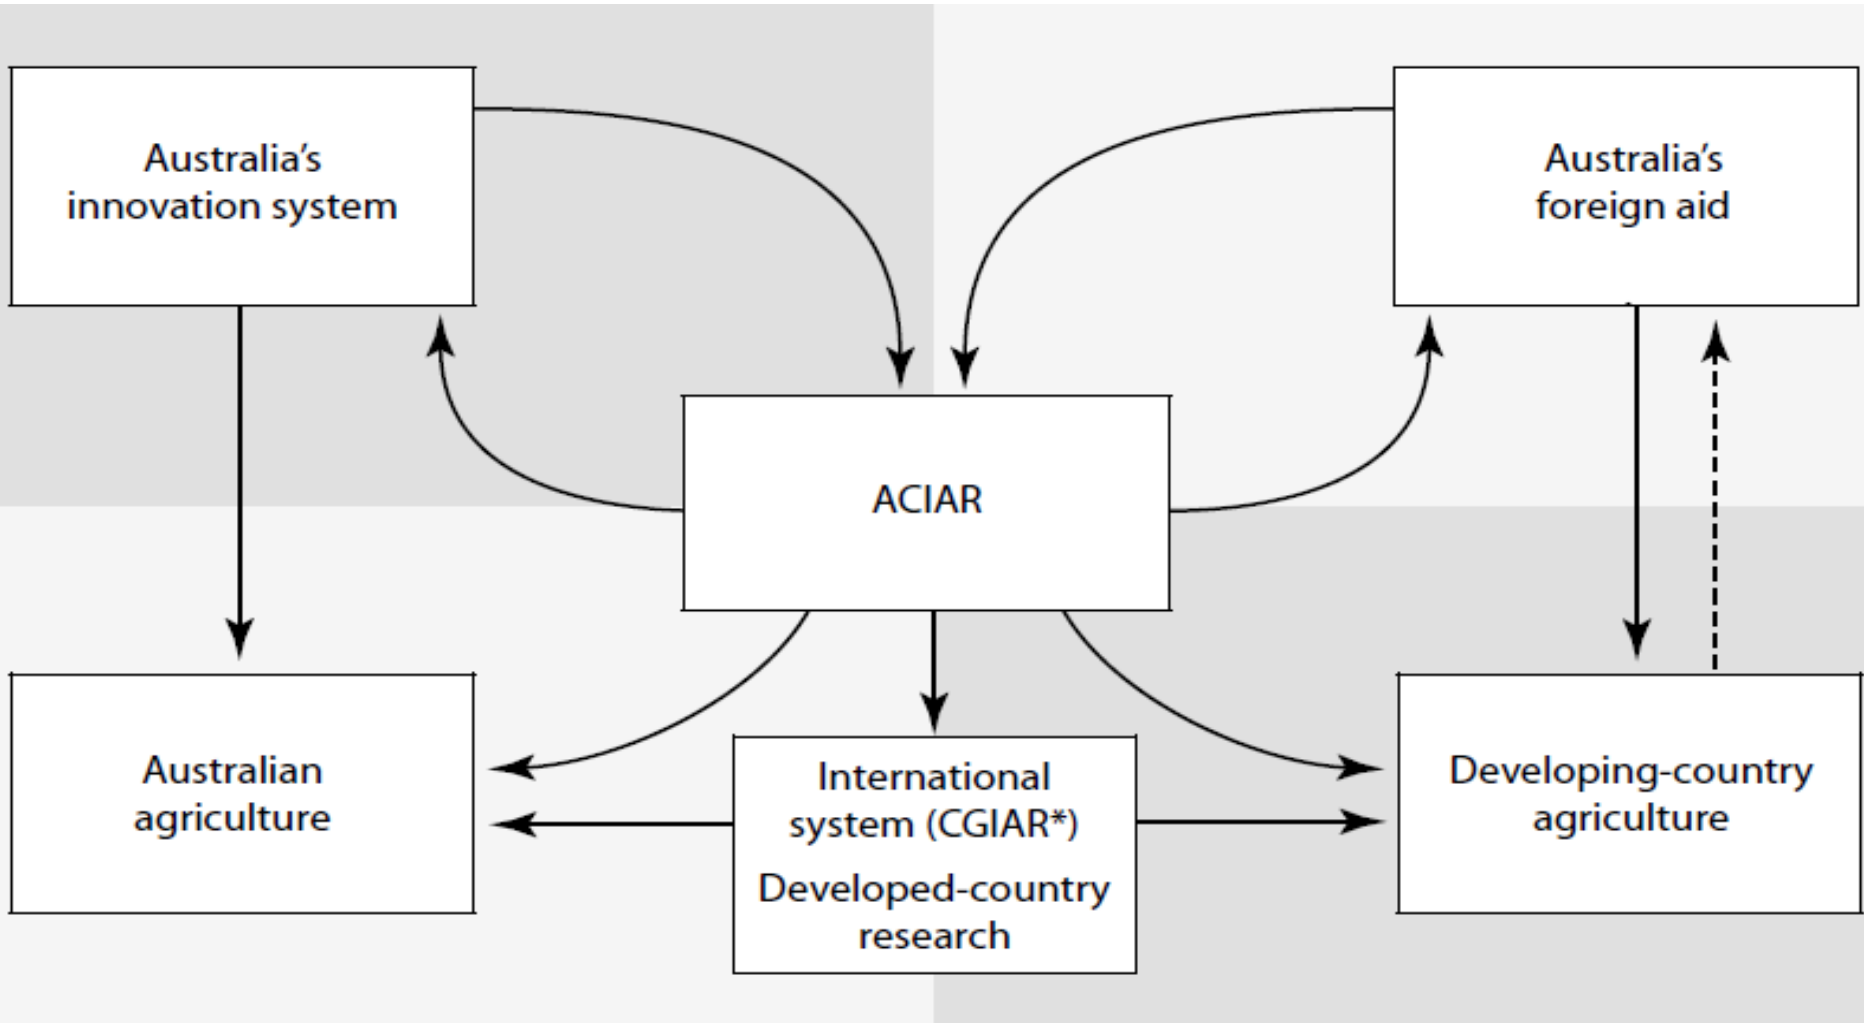 Australia’s
innovation system
Australia’s
foreign aid
ACIAR
Australian
agriculture
International
system (CGIAR*)
Developed-country
research
Developing-country
agriculture